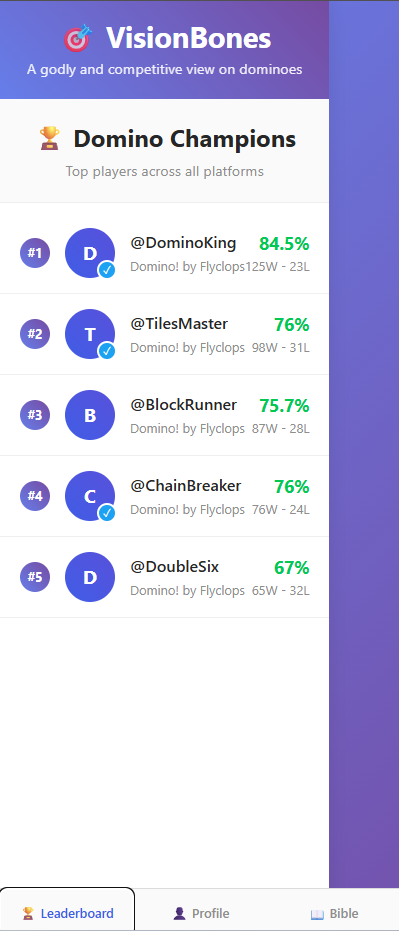 VisionBones
A godly and competitive view on dominoes
Domino Champions
Top players across all platforms
#1
D
@DominoKing
84.5%
Domino! by Flyclops
125W - 23L
#2
T
@TilesMaster
76%
Domino! by Flyclops
98W - 31L
#3
B
@BlockRunner
75.7%
Domino! by Flyclops
87W - 28L
#4
C
@ChainBreaker
76%
Domino! by Flyclops
76W - 24L
#5
D
@DoubleSix
67%
Domino! by Flyclops
65W - 32L
Leaderboard
Profile
Bible